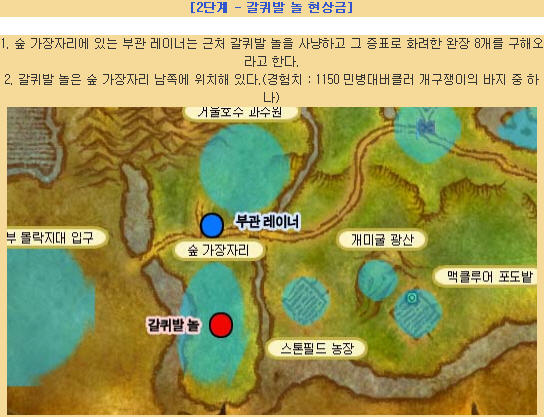 [2단계 - 갈퀴발 놀 현상금]
1. 숲 가장자리에 있는 부관 레이너는 근처 갈퀴발 놀을 사냥하고 그 증표로 화려한 완장 8개를 구해오
라고 한다.
2. 갈퀴발 놀은 숲 가장자리 남쪽에 위치해 있다.(경험치 : 1150 민병대버클러 개구쟁이의 바지 중 하
나)
거울호수 과수원
부관 레이너
부 몰락지대 입구
숲 가장자리
개미굴 광산
맥클루어 포도밭
갈퀴발 놀
스톤필드 농장